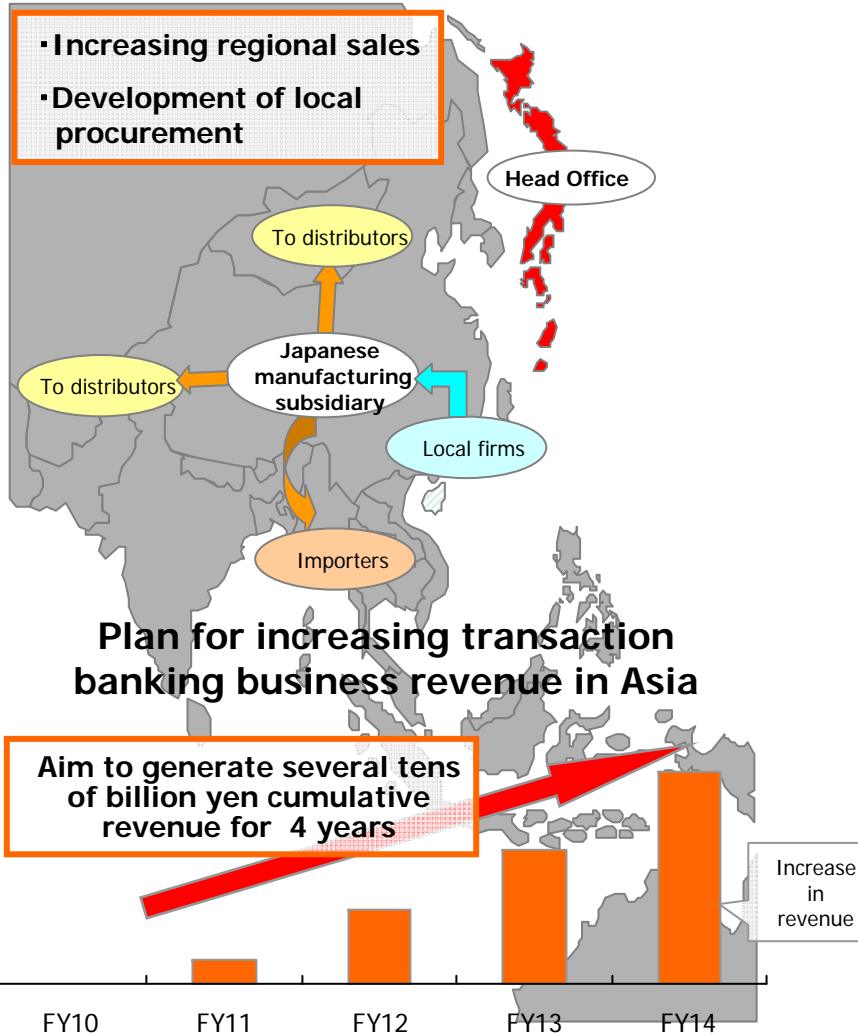 ・Increasing regional sales
・Development of local
procurement
Head Office
To distributors
Japanese
manufacturing
subsidiary
To distributors
Local firms
Importers
Plan for increasing transaction
banking business revenue in Asia
Aim to generate several tens
of billion yen cumulative
revenue for 4 years
Increase
in
revenue
FY10 FY11 FY12 FY13 FY14